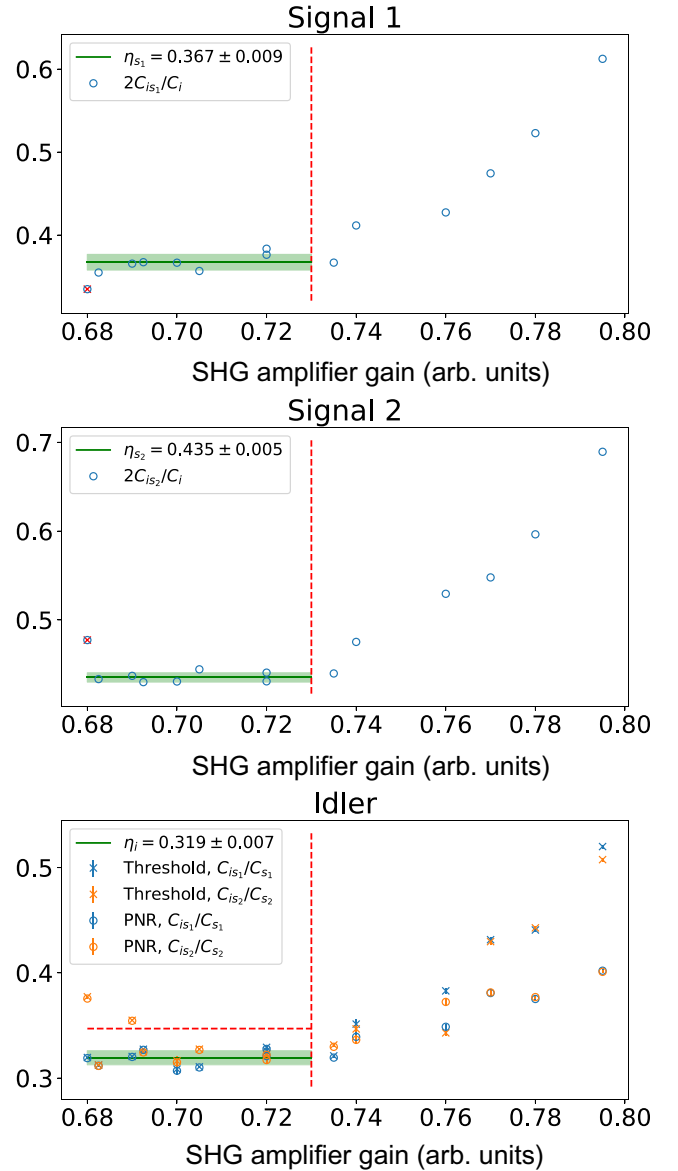 Signal 1
η_{s_1} = 0.367 ± 0.009
2C_{is_1}/C_i
0.6
0.5
0.4
0.68 0.70 0.72 0.74 0.76 0.78 0.80
SHG amplifier gain (arb. units)
Signal 2
η_{s_2} = 0.435 ± 0.005
2C_{is_2}/C_i
0.7
0.6
0.5
0.68 0.70 0.72 0.74 0.76 0.78 0.80
SHG amplifier gain (arb. units)
Idler
η_i = 0.319 ± 0.007
Threshold, C_{is_1}/C_{s_1}
Threshold, C_{is_2}/C_{s_2}
PNR, C_{is_1}/C_{s_1}
PNR, C_{is_2}/C_{s_2}
0.5
0.4
0.3
0.68 0.70 0.72 0.74 0.76 0.78 0.80
SHG amplifier gain (arb. units)